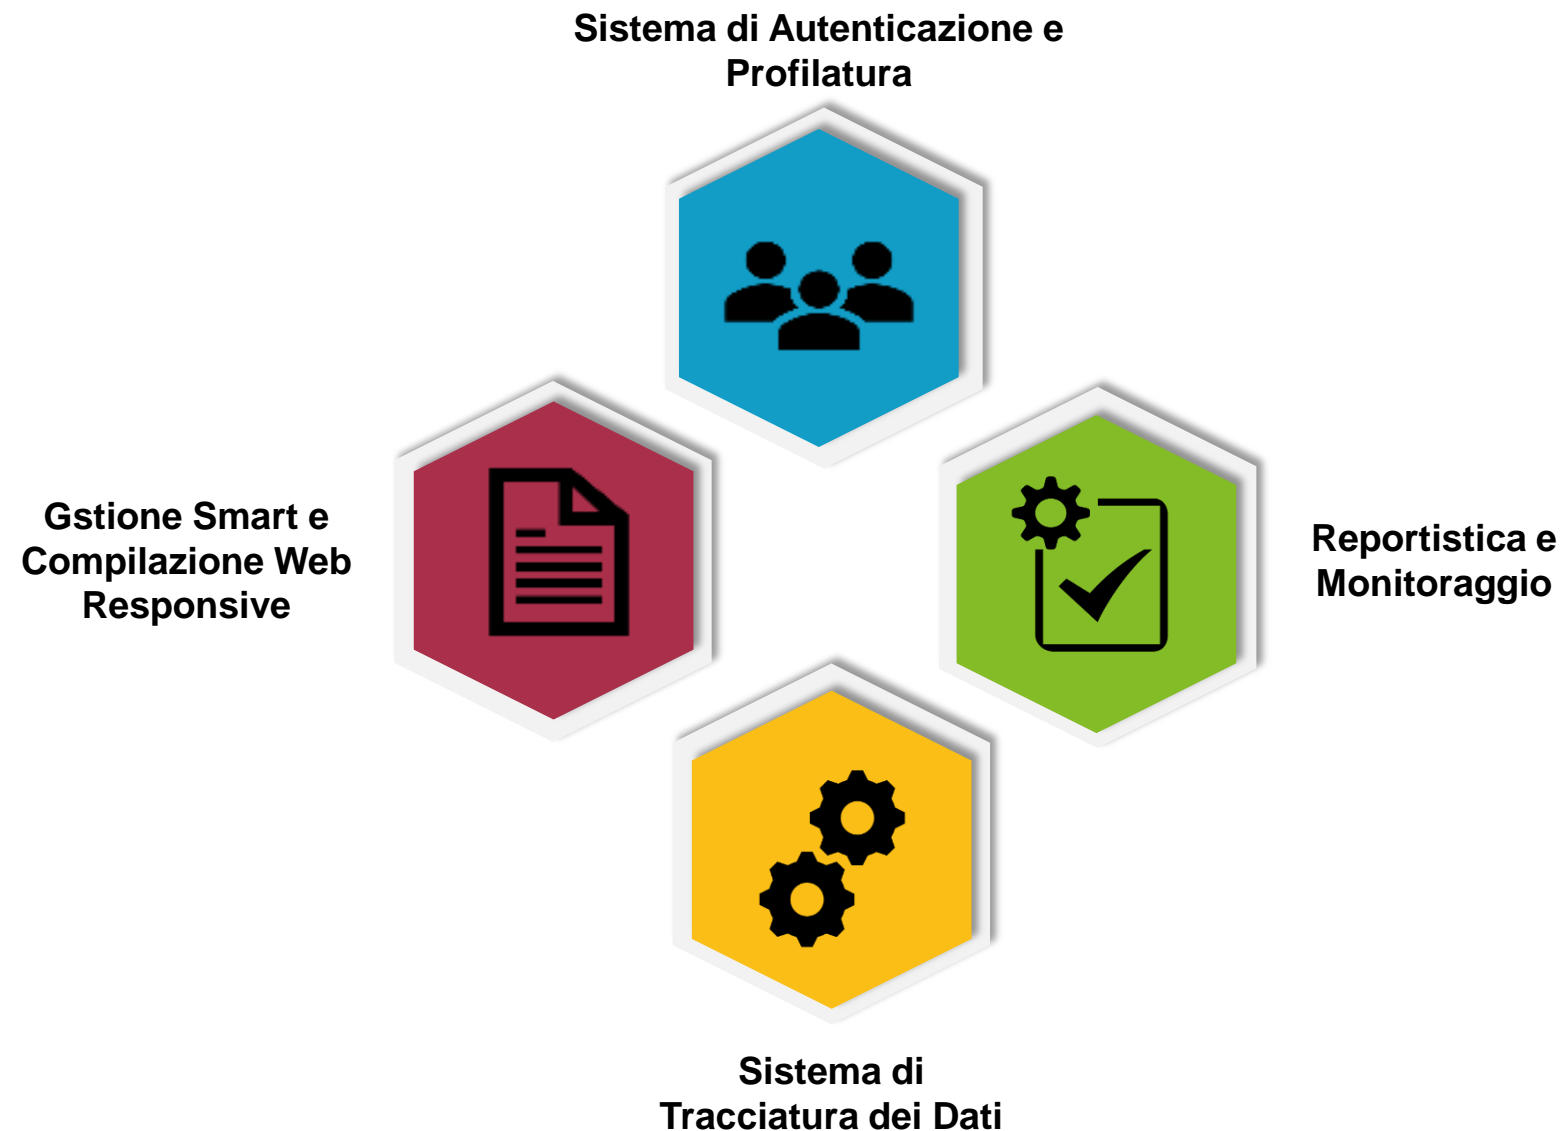 Sistema di Autenticazione e
Profilatura
Gstione Smart e
Compilazione Web
Responsive
Reportistica e
Monitoraggio
Sistema di
Tracciatura dei Dati